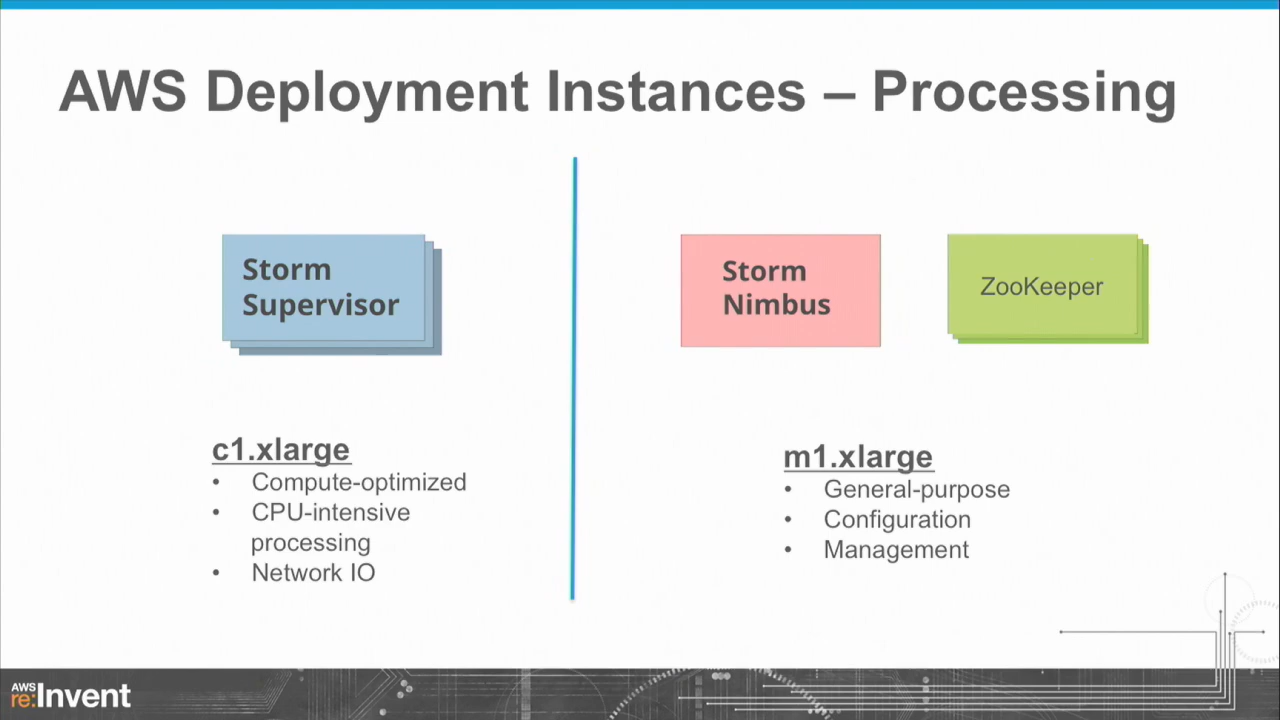 AWS Deployment Instances – Processing
Storm
Supervisor
Storm
Nimbus
ZooKeeper
c1.xlarge
• Compute-optimized
• CPU-intensive
processing
• Network IO
m1.xlarge
• General-purpose
• Configuration
• Management
AWS
re:Invent